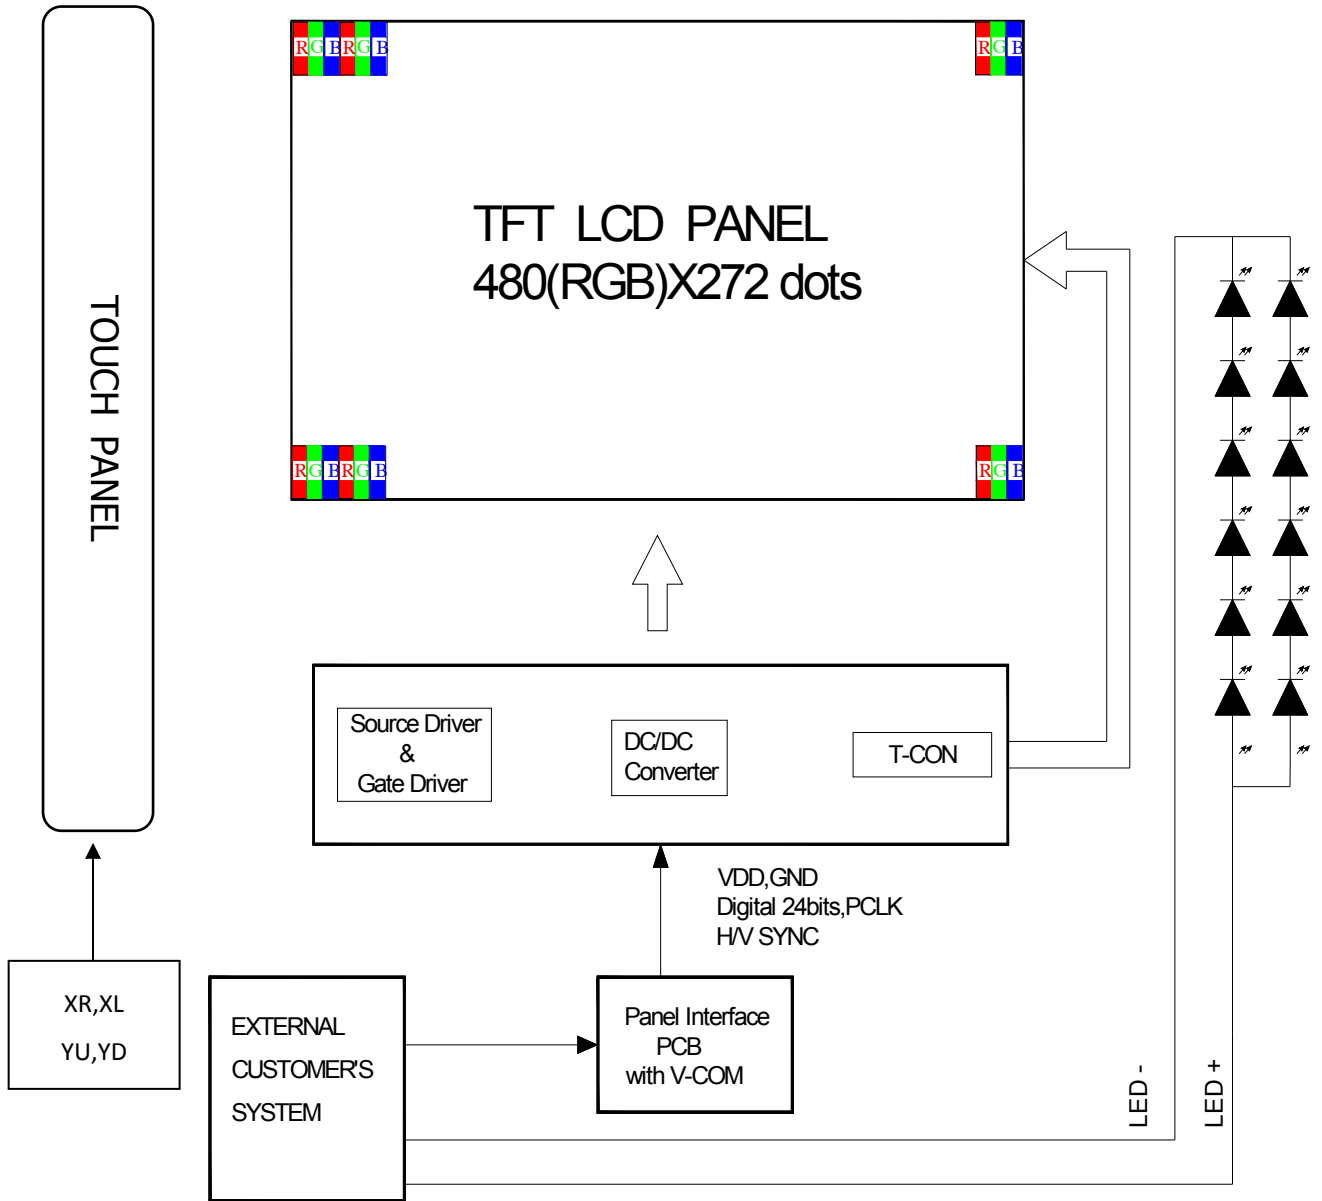 RGBRGB
RGB
TFT LCD PANEL
480(RGB)X272 dots
TOUCH PANEL
RGBRGB
RGB
Source Driver
&
Gate Driver
DC/DC
Converter
T-CON
VDD,GND
Digital 24bits,PCLK
H/V SYNC
XR,XL
YU,YD
EXTERNAL
CUSTOMER'S
SYSTEM
Panel Interface
PCB
with V-COM
LED -
LED +